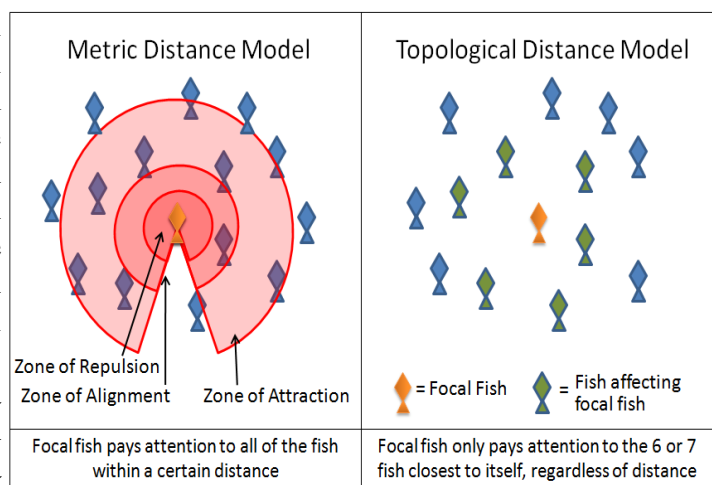 Metric Distance Model
Zone of Repulsion
Zone of Alignment
Zone of Attraction
Focal fish pays attention to all of the fish
within a certain distance
Topological Distance Model
= Focal Fish
= Fish affecting
focal fish
Focal fish only pays attention to the 6 or 7
fish closest to itself, regardless of distance